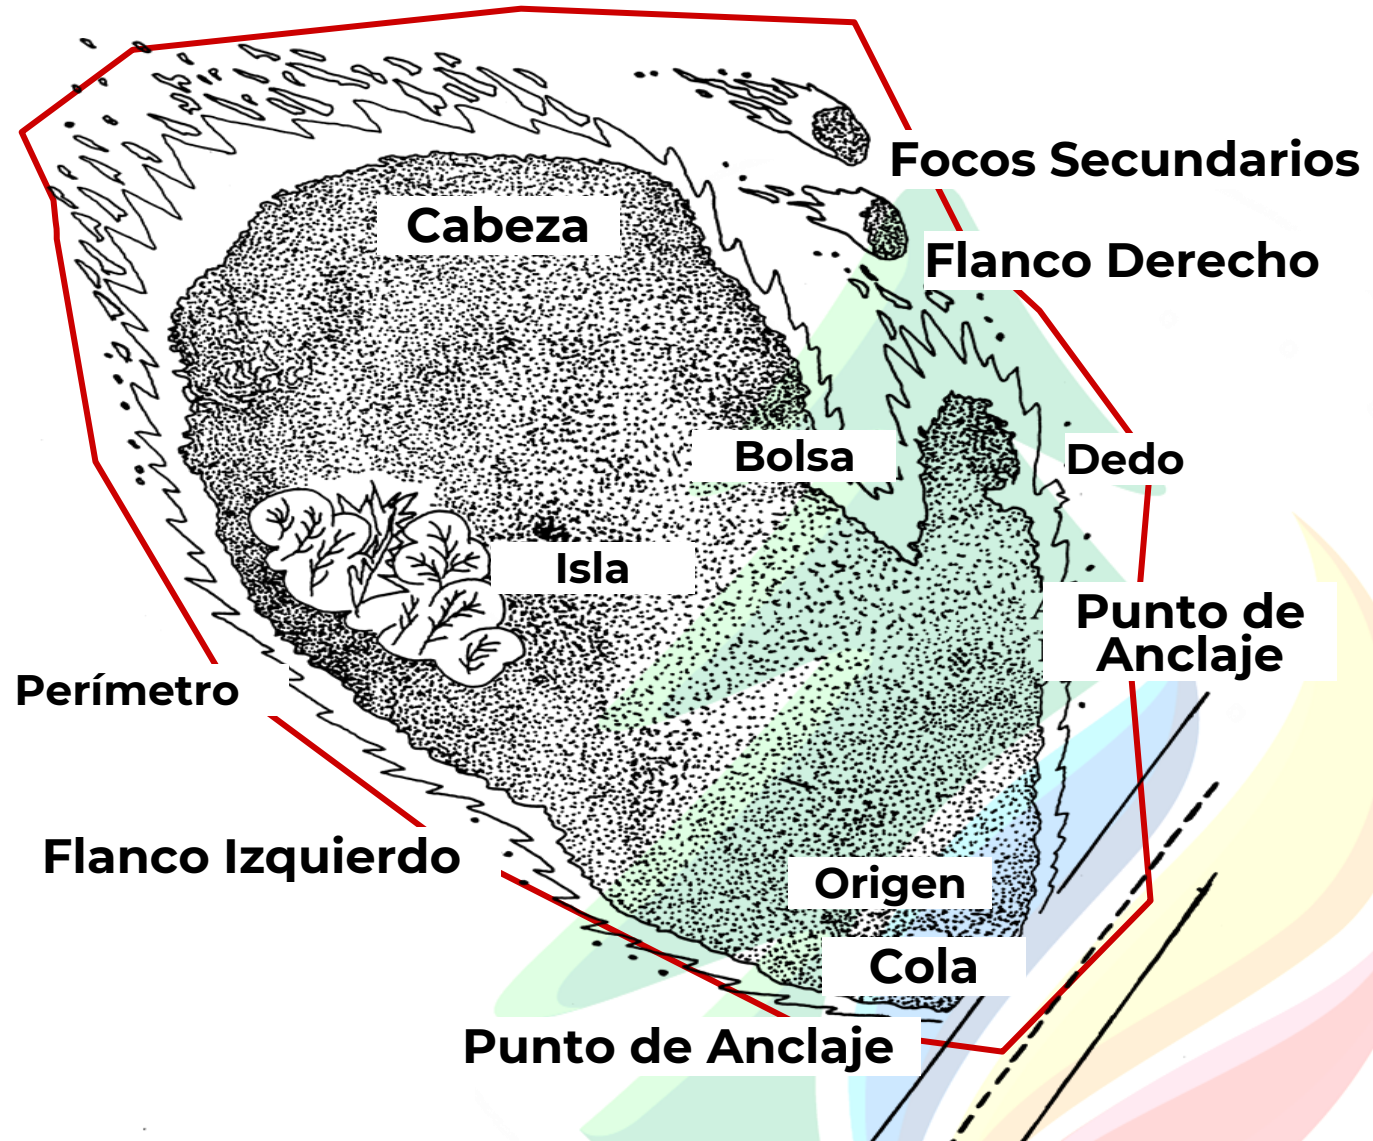 Focos Secundarios
Cabeza
Flanco Derecho
Bolsa
Dedo
Isla
Punto de
Anclaje
Perímetro
Flanco Izquierdo
Origen
Cola
Punto de Anclaje